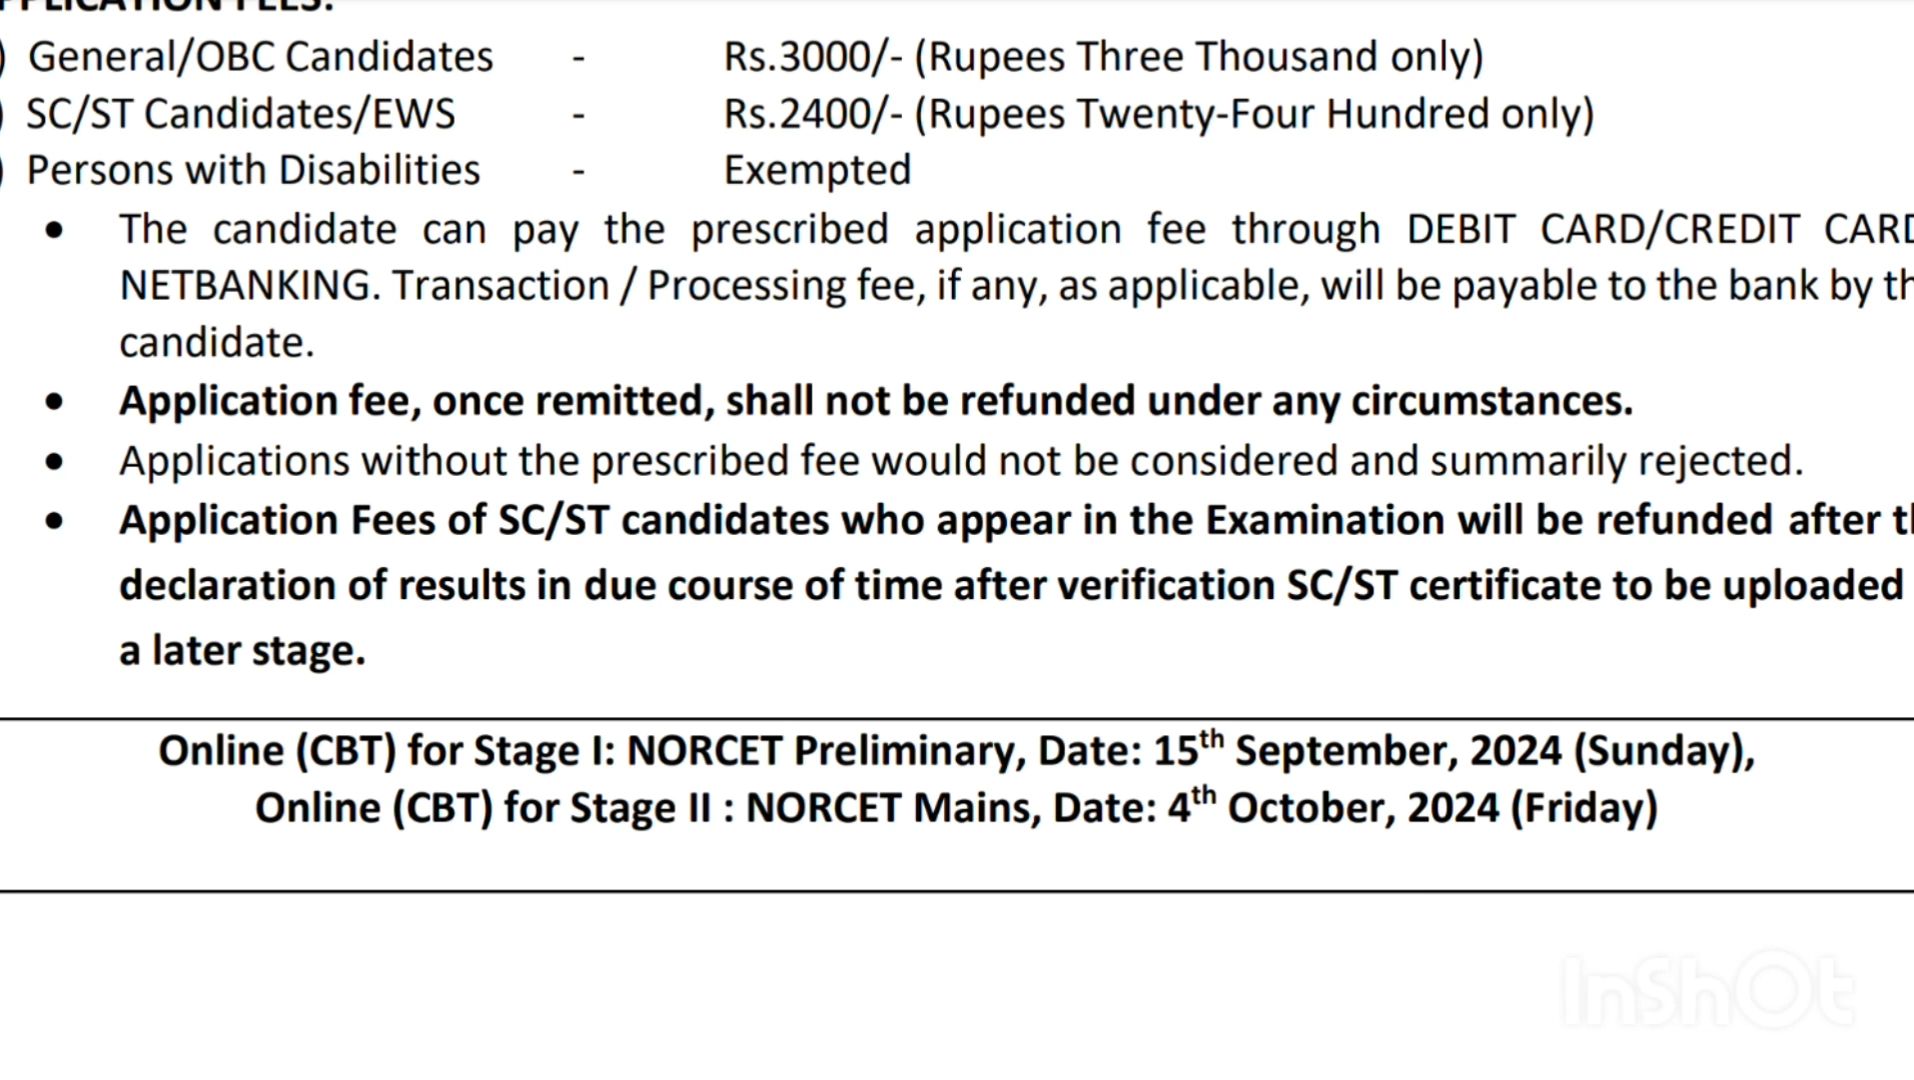 APPLICATION FEES:
) General/OBC Candidates - Rs.3000/- (Rupees Three Thousand only)
) SC/ST Candidates/EWS - Rs.2400/- (Rupees Twenty-Four Hundred only)
) Persons with Disabilities - Exempted
• The candidate can pay the prescribed application fee through DEBIT CARD/CREDIT CARD
NETBANKING. Transaction / Processing fee, if any, as applicable, will be payable to the bank by th
candidate.
• Application fee, once remitted, shall not be refunded under any circumstances.
• Applications without the prescribed fee would not be considered and summarily rejected.
• Application Fees of SC/ST candidates who appear in the Examination will be refunded after th
declaration of results in due course of time after verification SC/ST certificate to be uploaded
a later stage.
Online (CBT) for Stage I: NORCET Preliminary, Date: 15th September, 2024 (Sunday),
Online (CBT) for Stage II : NORCET Mains, Date: 4th October, 2024 (Friday)
InShOt